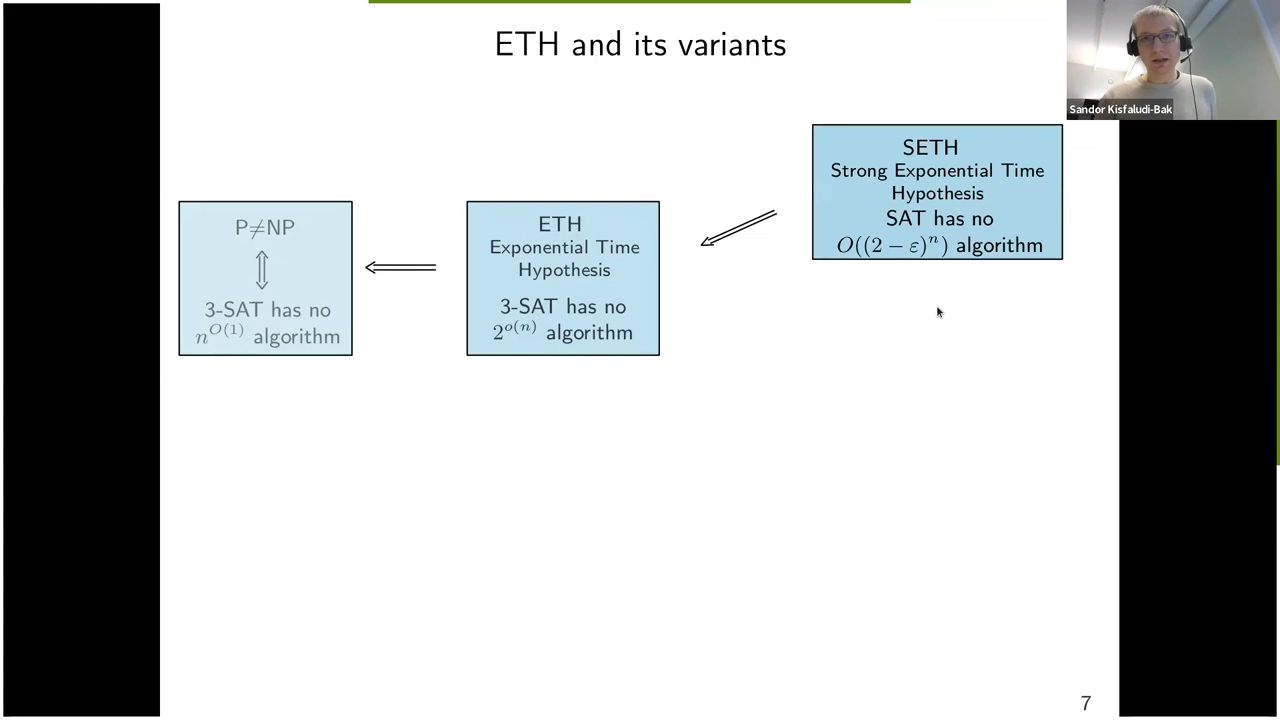 ETH and its variants
Sandor Kisfaludi-Bak
P≠NP
3-SAT has no
n^{O(1)} algorithm
ETH
Exponential Time
Hypothesis
3-SAT has no
2^{o(n)} algorithm
SETH
Strong Exponential Time
Hypothesis
SAT has no
O((2 − ε)^n) algorithm
7